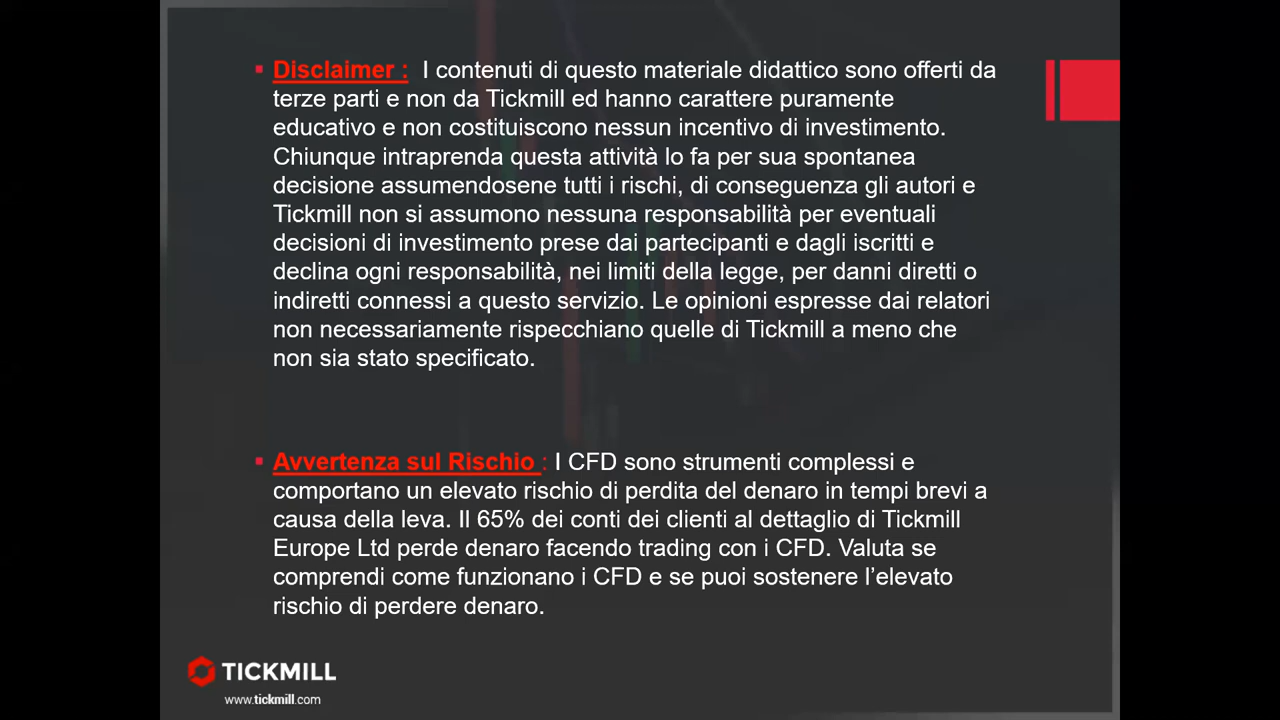 Disclaimer : I contenuti di questo materiale didattico sono offerti da
terze parti e non da Tickmill ed hanno carattere puramente
educativo e non costituiscono nessun incentivo di investimento.
Chiunque intraprenda questa attività lo fa per sua spontanea
decisione assumendosene tutti i rischi, di conseguenza gli autori e
Tickmill non si assumono nessuna responsabilità per eventuali
decisioni di investimento prese dai partecipanti e dagli iscritti e
declina ogni responsabilità, nei limiti della legge, per danni diretti o
indiretti connessi a questo servizio. Le opinioni espresse dai relatori
non necessariamente rispecchiano quelle di Tickmill a meno che
non sia stato specificato.
Avvertenza sul Rischio : I CFD sono strumenti complessi e
comportano un elevato rischio di perdita del denaro in tempi brevi a
causa della leva. Il 65% dei conti dei clienti al dettaglio di Tickmill
Europe Ltd perde denaro facendo trading con i CFD. Valuta se
comprendi come funzionano i CFD e se puoi sostenere l’elevato
rischio di perdere denaro.
TICKMILL
www.tickmill.com